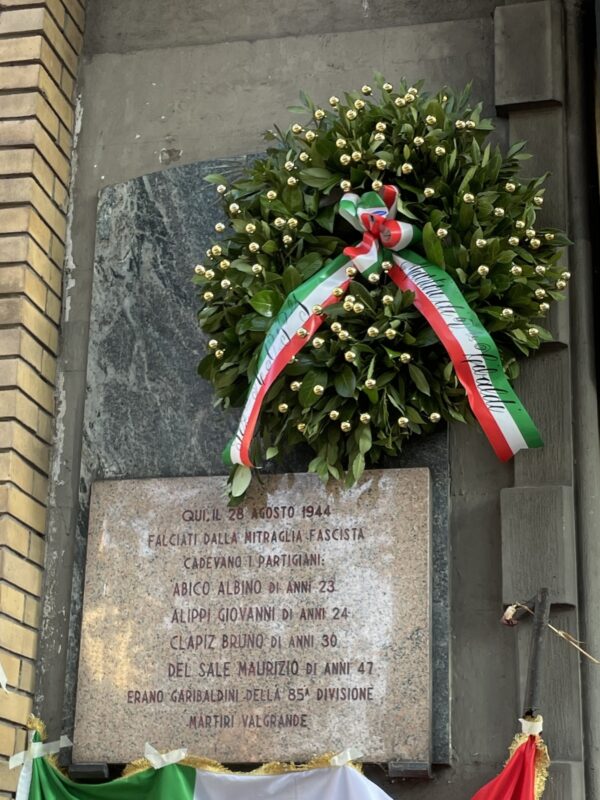 QUI, IL 28 AGOSTO 1944
FALCIATI DALLA MITRAGLIA FASCISTA
CADEVANO I PARTIGIANI:
ABICO ALBINO DI ANNI 23
ALIPPI GIOVANNI DI ANNI 24
CLAPIZ BRUNO DI ANNI 30
DEL SALE MAURIZIO DI ANNI 47
ERANO GARIBALDINI DELLA 85ª DIVISIONE
MARTIRI VALGRANDE